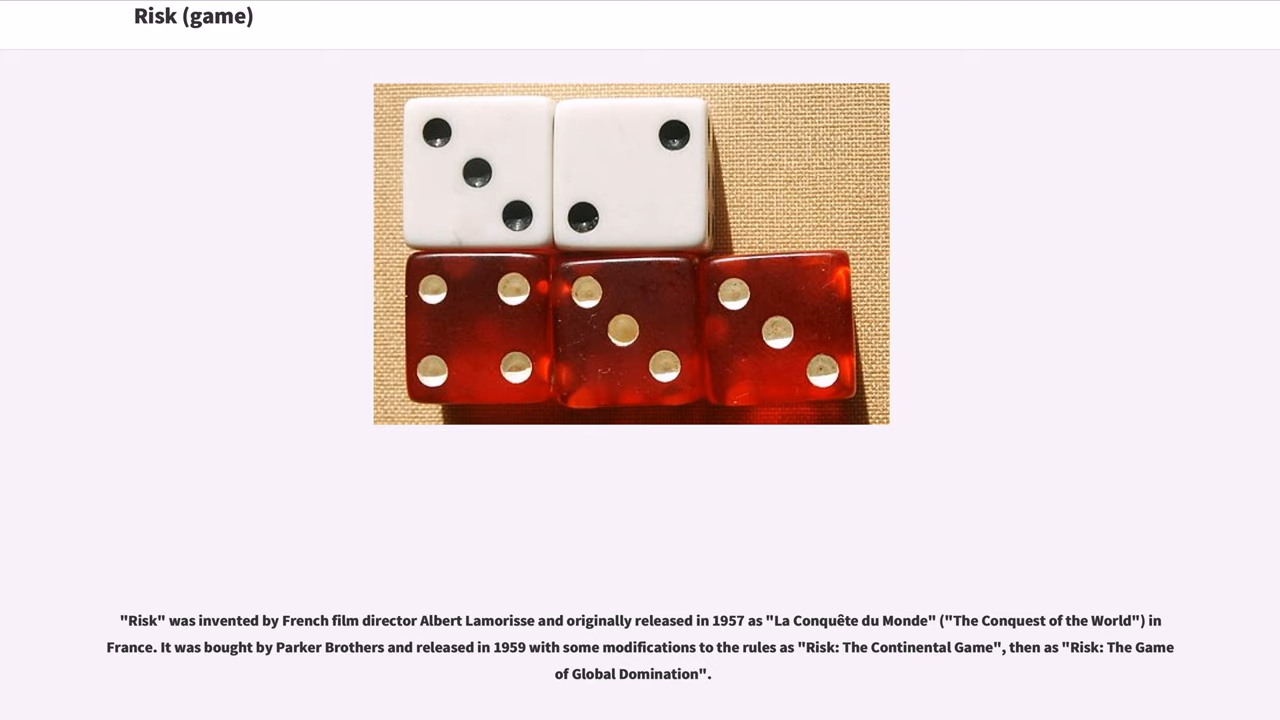 Risk (game)
"Risk" was invented by French film director Albert Lamorisse and originally released in 1957 as "La Conquête du Monde" ("The Conquest of the World") in
France. It was bought by Parker Brothers and released in 1959 with some modifications to the rules as "Risk: The Continental Game", then as "Risk: The Game
of Global Domination".